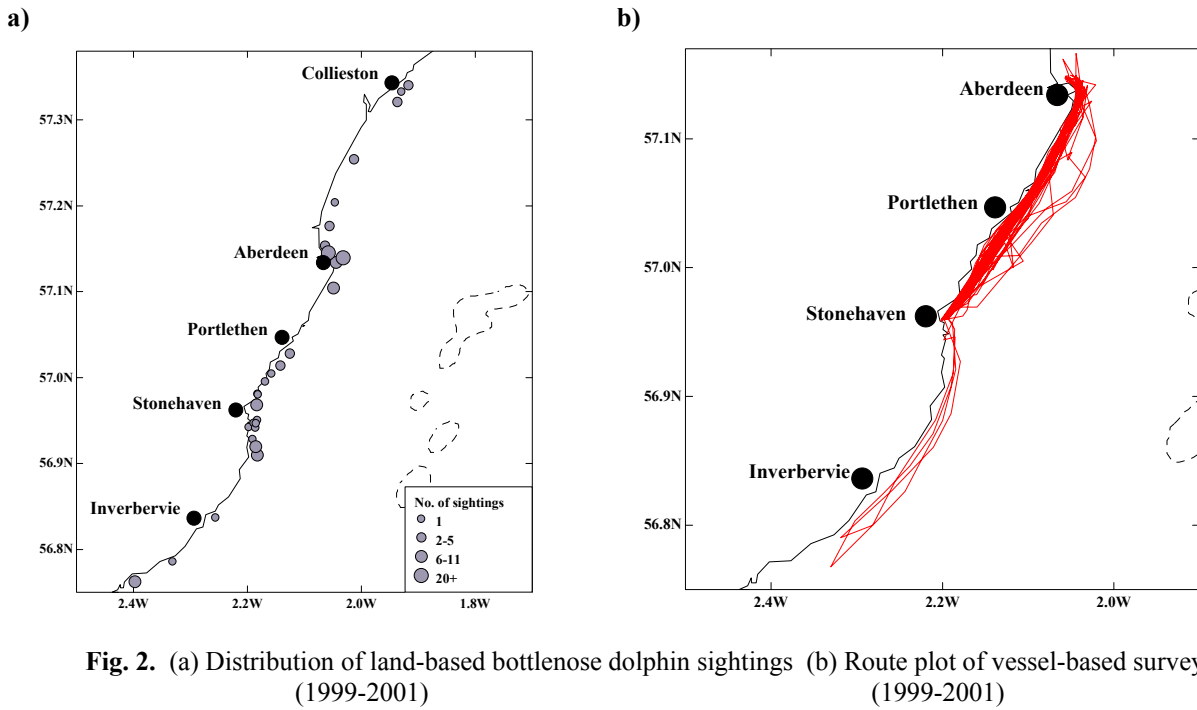 a)
b)
Collieston
57.3N
57.2N
Aberdeen
57.1N
Portlethen
57.0N
Stonehaven
56.9N
Inverbervie
56.8N
No. of sightings
1
2-5
6-11
20+
2.4W 2.2W 2.0W 1.8W
Aberdeen
57.1N
Portlethen
57.0N
Stonehaven
56.9N
Inverbervie
56.8N
2.4W 2.2W 2.0W
Fig. 2. (a) Distribution of land-based bottlenose dolphin sightings (b) Route plot of vessel-based survey
(1999-2001) (1999-2001)